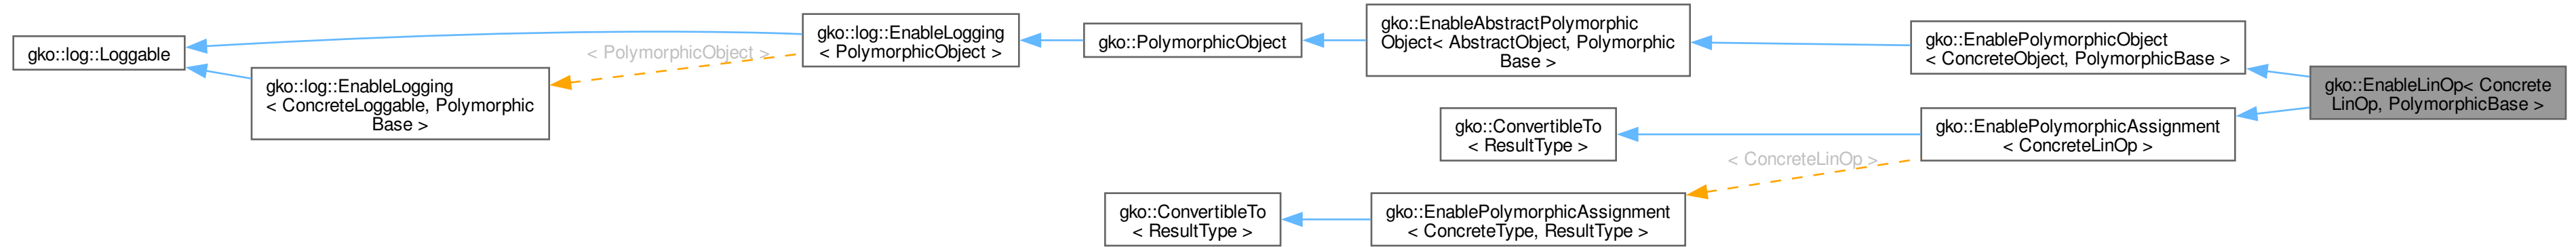 gko::log::Loggable
gko::log::EnableLogging
< ConcreteLoggable, Polymorphic
Base >
< PolymorphicObject >
gko::log::EnableLogging
< PolymorphicObject >
gko::PolymorphicObject
gko::EnableAbstractPolymorphic
Object< AbstractObject, Polymorphic
Base >
gko::EnablePolymorphicObject
< ConcreteObject, PolymorphicBase >
gko::EnableLinOp< Concrete
LinOp, PolymorphicBase >
gko::ConvertibleTo
< ResultType >
gko::EnablePolymorphicAssignment
< ConcreteLinOp >
< ConcreteLinOp >
gko::ConvertibleTo
< ResultType >
gko::EnablePolymorphicAssignment
< ConcreteType, ResultType >